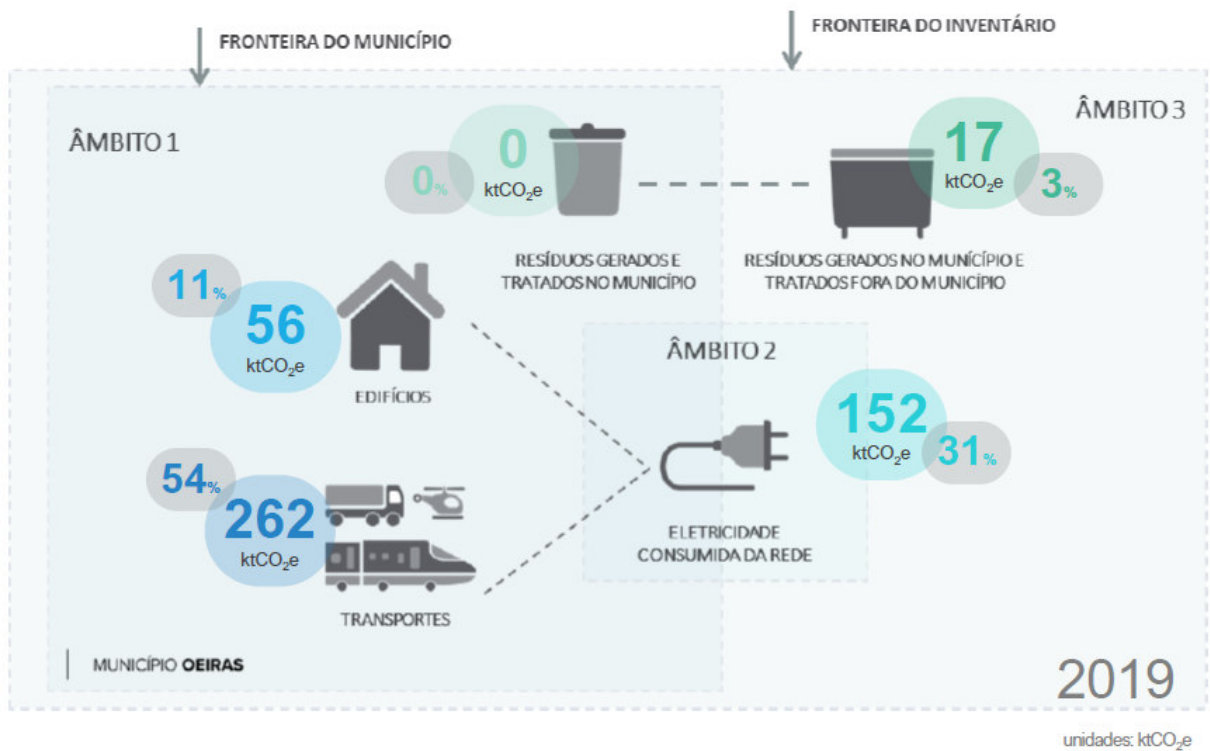 FRONTEIRA DO MUNICÍPIO
FRONTEIRA DO INVENTÁRIO
ÂMBITO 1
ÂMBITO 3
0%
0
ktCO₂e
17
ktCO₂e
3%
RESÍDUOS GERADOS E
TRATADOS NO MUNICÍPIO
RESÍDUOS GERADOS NO MUNÍCÍPIO E
TRATADOS FORA DO MUNICÍPIO
11%
56
ktCO₂e
EDIFÍCIOS
ÂMBITO 2
152
ktCO₂e
31%
ELETRICIDADE
CONSUMIDA DA REDE
54%
262
ktCO₂e
TRANSPORTES
MUNICÍPIO OEIRAS
2019
unidades: ktCO₂e